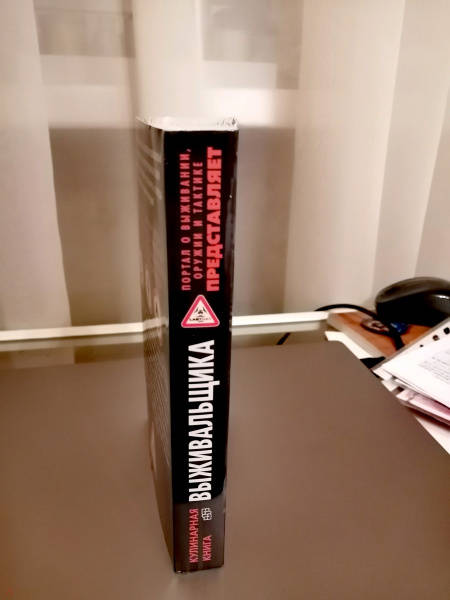 КУЛИНАРНАЯ
КНИГА
ВЫЖИВАЛЬЩИКА
ПОРТАЛ О ВЫЖИВАНИИ,
ОРУЖИИ И ТАКТИКЕ
ПРЕДСТАВЛЯЕТ